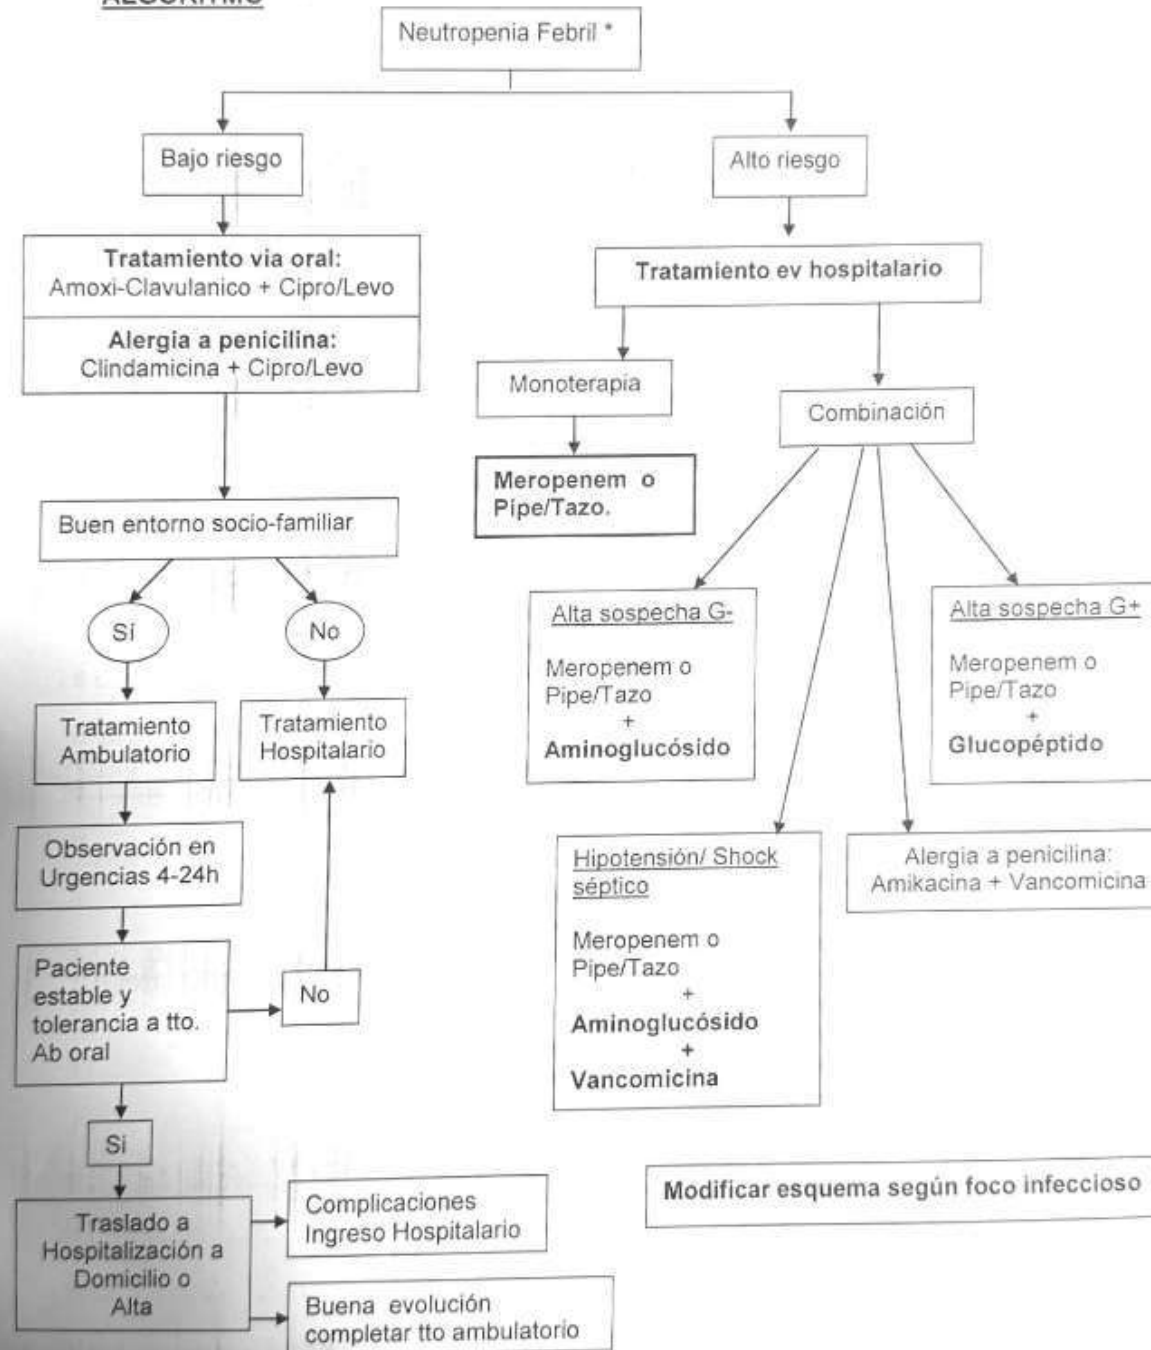 ALGORITMO
Neutropenia Febril *
Bajo riesgo
Alto riesgo
Tratamiento via oral:
Amoxi-Clavulanico + Cipro/Levo
Alergia a penicilina:
Clindamicina + Cipro/Levo
Tratamiento ev hospitalario
Monoterapia
Combinación
Meropenem o
Pipe/Tazo.
Buen entorno socio-familiar
Sí
No
Tratamiento
Ambulatorio
Tratamiento
Hospitalario
Alta sospecha G-
Meropenem o
Pipe/Tazo
+
Aminoglucósido
Alta sospecha G+
Meropenem o
Pipe/Tazo
+
Glucopéptido
Observación en
Urgencias 4-24h
Hipotensión/ Shock
séptico
Meropenem o
Pipe/Tazo
+
Aminoglucósido
+
Vancomicina
Alergia a penicilina:
Amikacina + Vancomicina
Paciente
estable y
tolerancia a tto.
Ab oral
No
Si
Traslado a
Hospitalización a
Domicilio o
Alta
Complicaciones
Ingreso Hospitalario
Buena evolución
completar tto ambulatorio
Modificar esquema según foco infeccioso